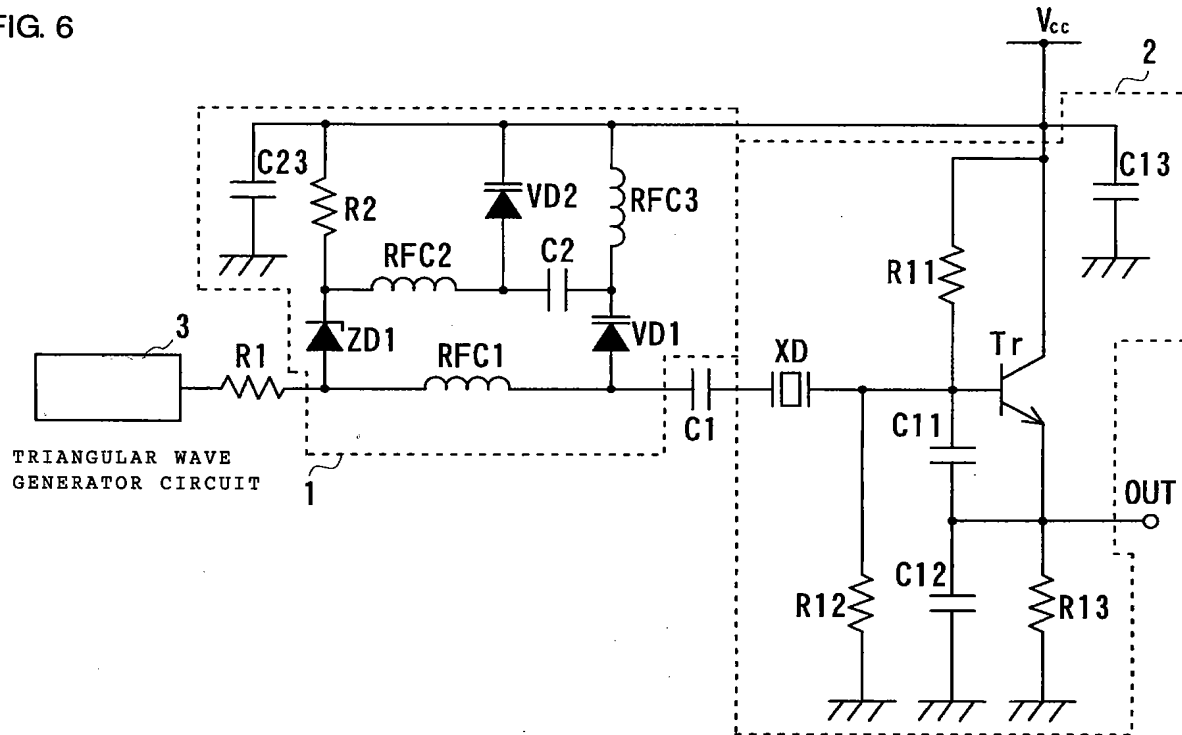 FIG. 6
Vcc
2
C23
R2
VD2
RFC3
C13
RFC2
C2
R11
3
R1
ZD1
RFC1
VD1
XD
Tr
C1
C11
TRIANGULAR WAVE
GENERATOR CIRCUIT
1
OUT
R12
C12
R13